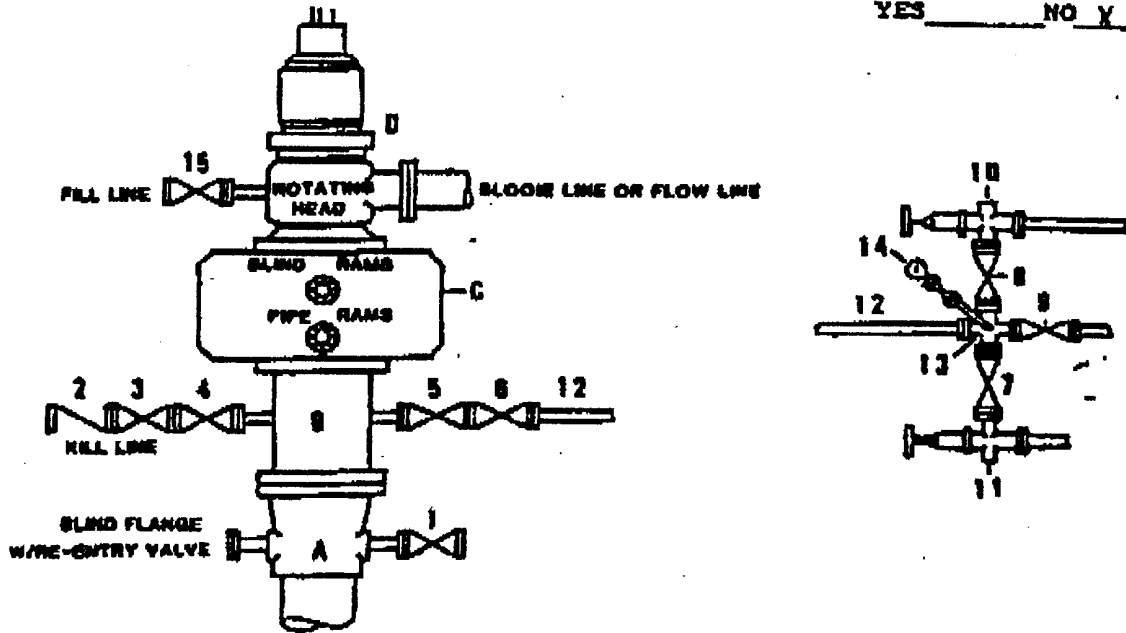 YES NO X
D
15
10
FILL LINE
ROTATING HEAD
BLOOIE LINE OR FLOW LINE
14
8
BLIND RAMS
C
PIPE RAMS
12
9
13
2 3 4
B
5 6 12
7
KILL LINE
11
BLIND FLANGE
W/RE-ENTRY VALVE
A
1